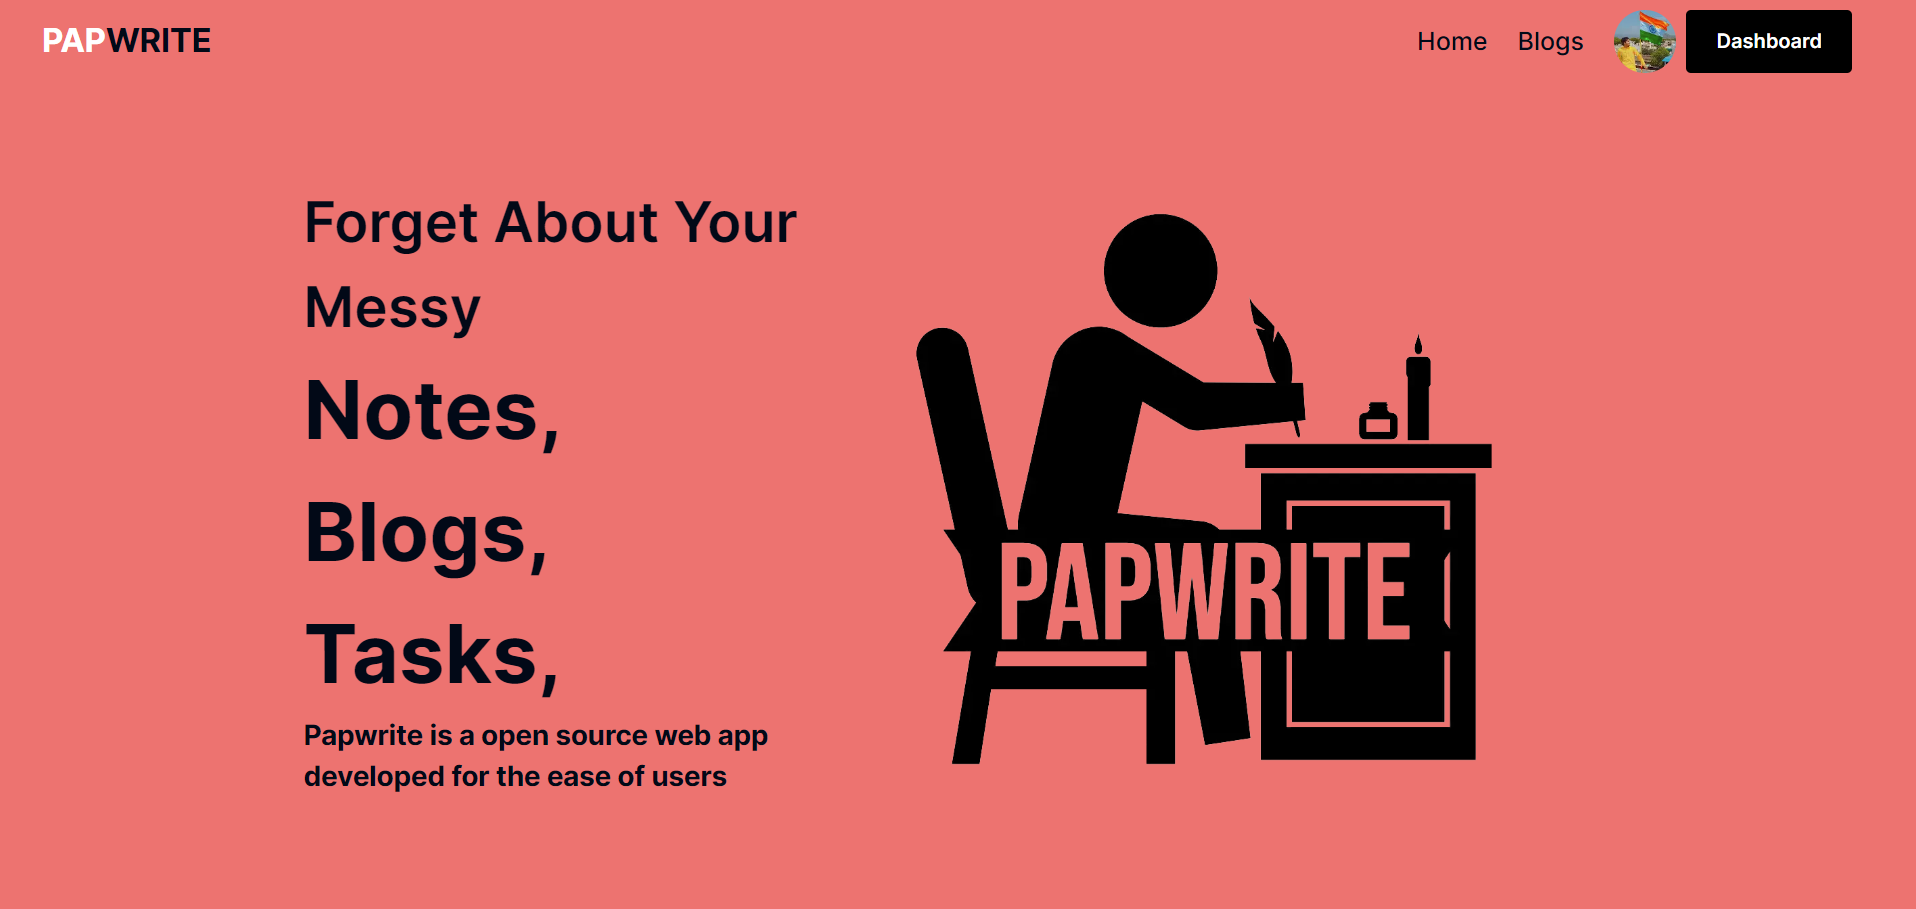 PAPWRITE
Home Blogs Dashboard
Forget About Your
Messy
Notes,
Blogs,
Tasks,
Papwrite is a open source web app
developed for the ease of users
PAPWRITE